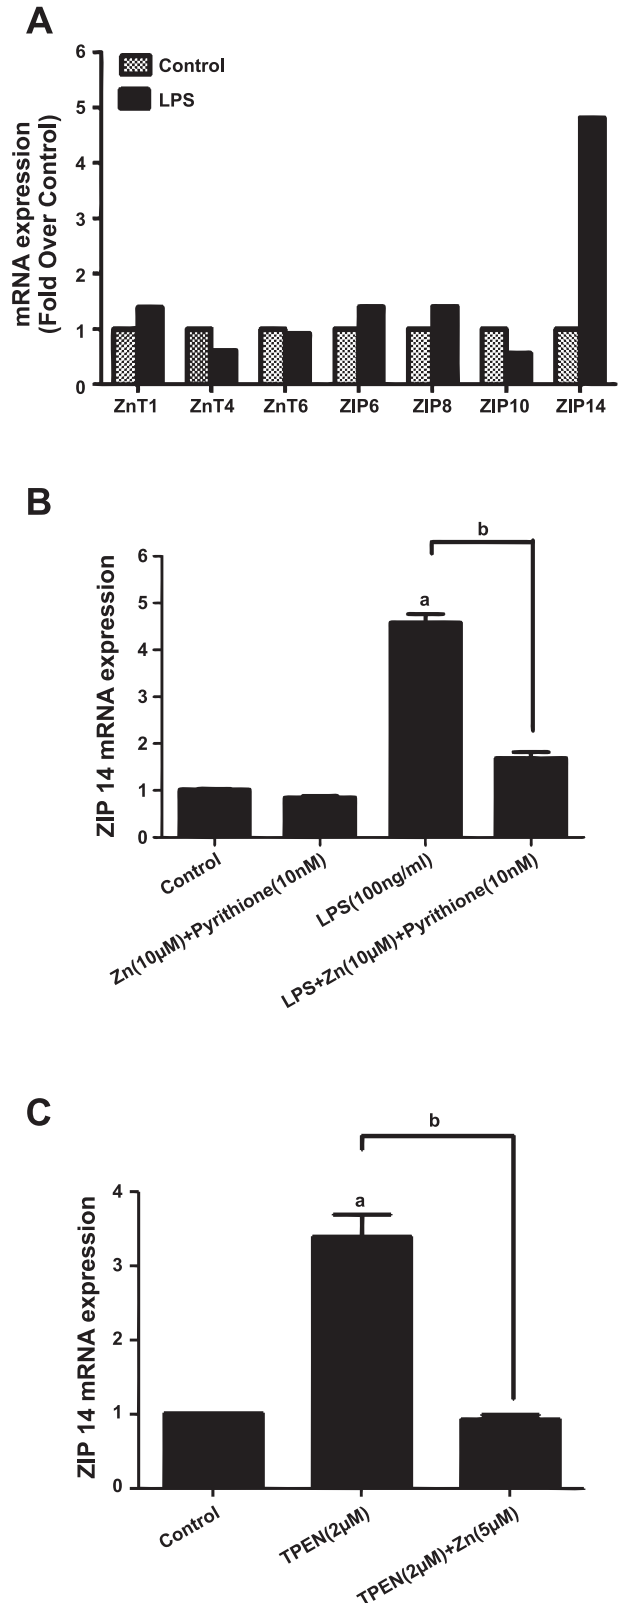 A
mRNA expression
(Fold Over Control)
6
5
4
3
2
1
0
Control
LPS
ZnT1 ZnT4 ZnT6 ZIP6 ZIP8 ZIP10 ZIP14
B
ZIP 14 mRNA expression
6
5
4
3
2
1
0
b
a
Control
Zn(10µM)+Pyrithione(10nM)
LPS(100ng/ml)
LPS+Zn(10µM)+Pyrithione(10nM)
C
ZIP 14 mRNA expression
4
3
2
1
0
b
a
Control
TPEN(2µM)
TPEN(2µM)+Zn(5µM)